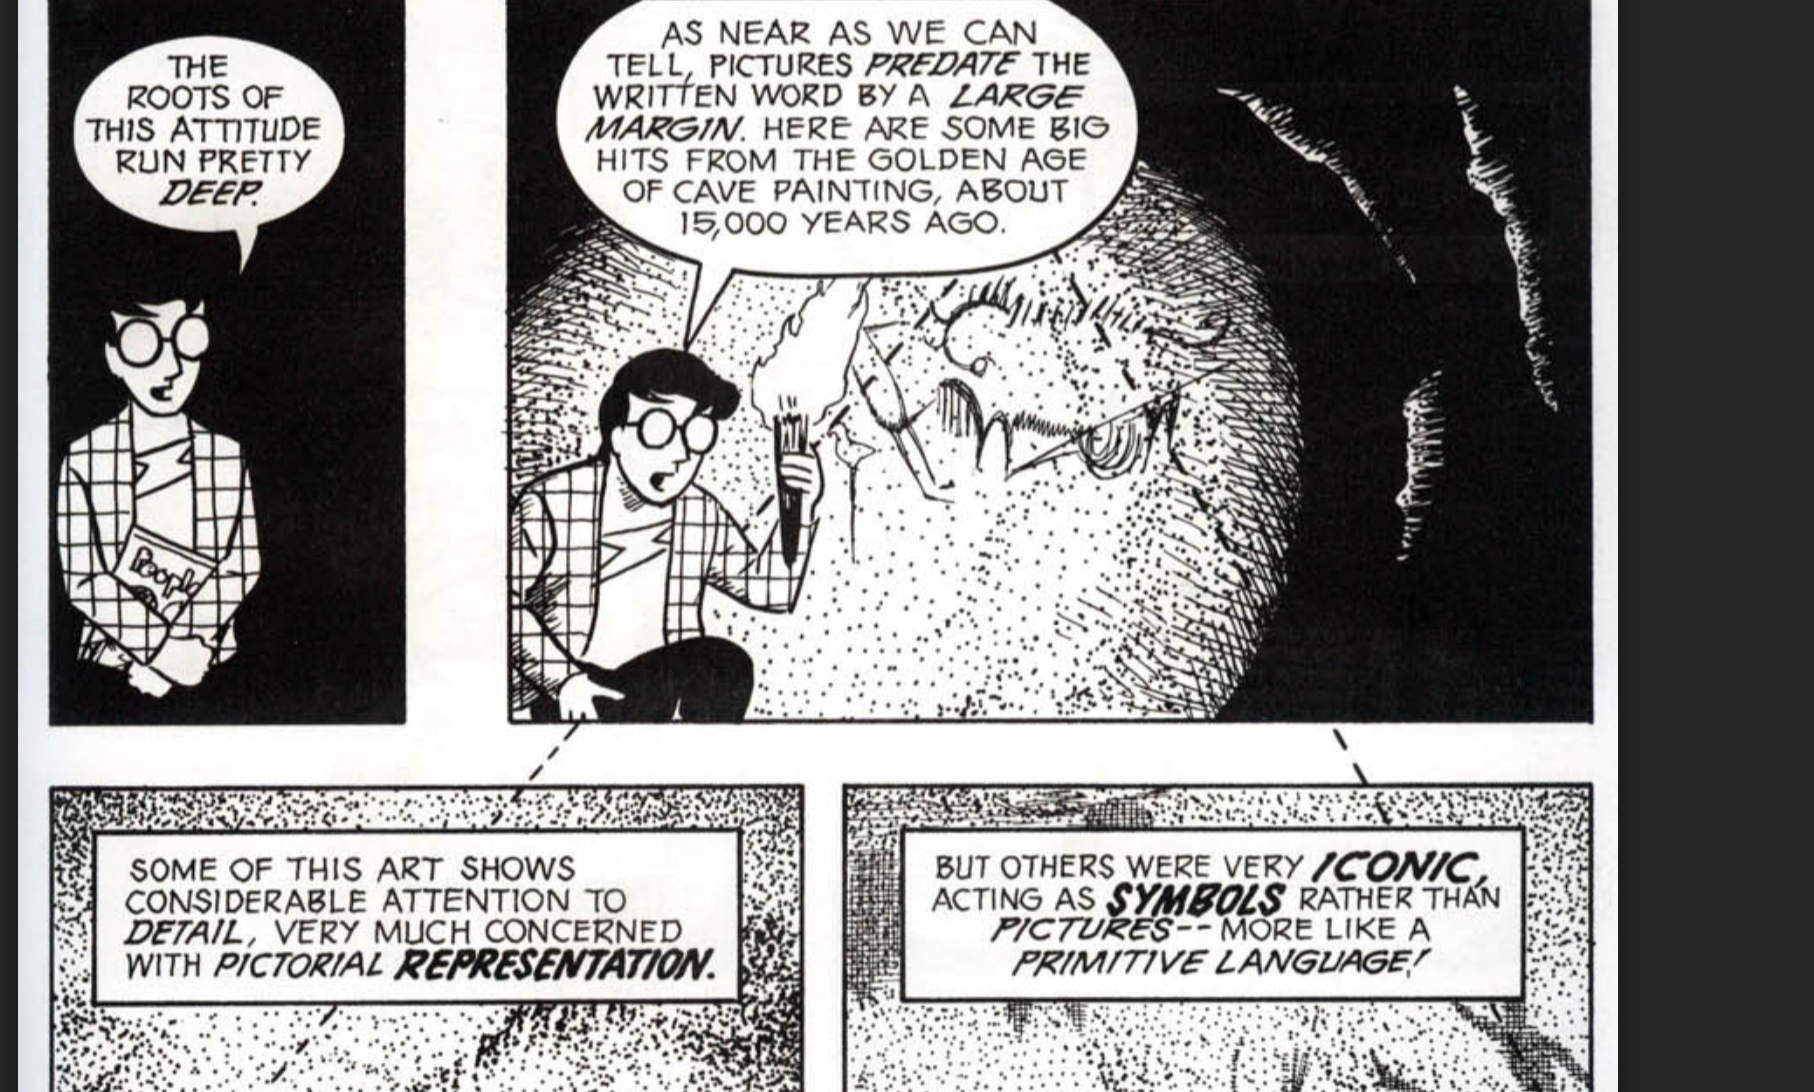 THE
ROOTS OF
THIS ATTITUDE
RUN PRETTY
DEEP.
People
AS NEAR AS WE CAN
TELL, PICTURES PREDATE THE
WRITTEN WORD BY A LARGE
MARGIN. HERE ARE SOME BIG
HITS FROM THE GOLDEN AGE
OF CAVE PAINTING, ABOUT
15,000 YEARS AGO.
SOME OF THIS ART SHOWS
CONSIDERABLE ATTENTION TO
DETAIL, VERY MUCH CONCERNED
WITH PICTORIAL REPRESENTATION.
BUT OTHERS WERE VERY ICONIC,
ACTING AS SYMBOLS RATHER THAN
PICTURES-- MORE LIKE A
PRIMITIVE LANGUAGE!